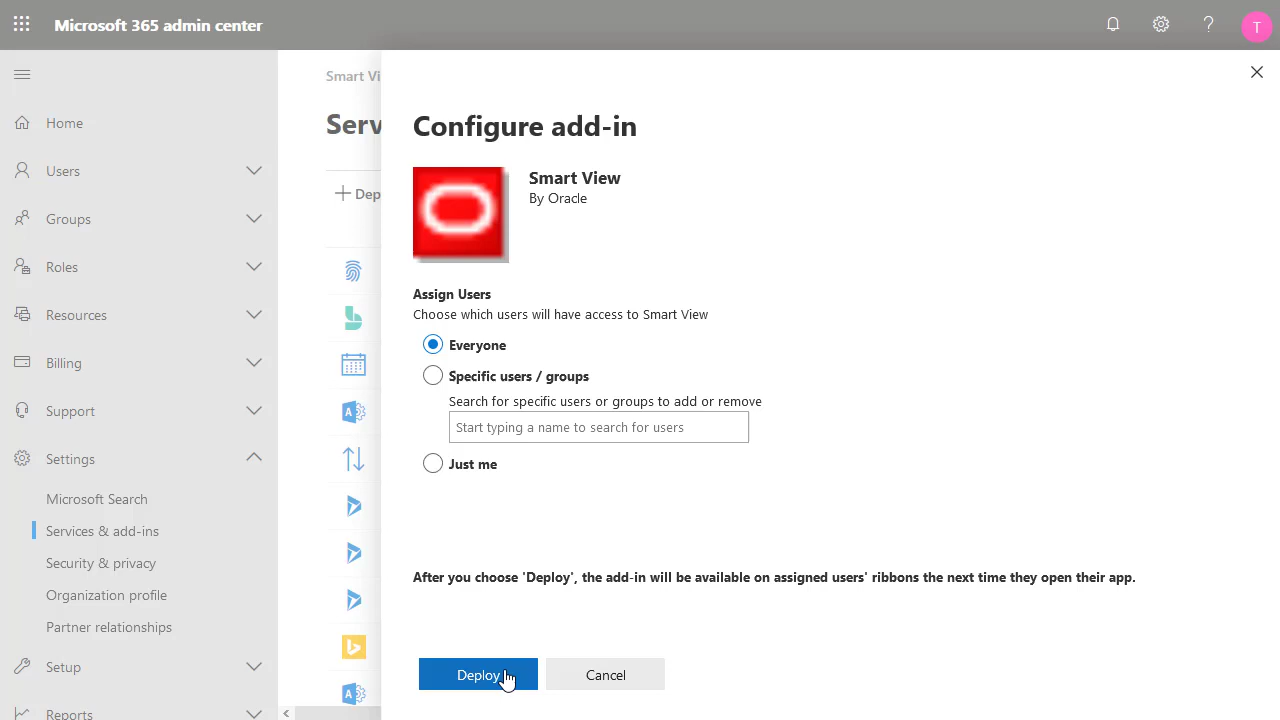 Microsoft 365 admin center
T
Home
Users
Groups
Roles
Resources
Billing
Support
Settings
Microsoft Search
Services & add-ins
Security & privacy
Organization profile
Partner relationships
Setup
Reports
Smart Vi
Serv
Dep
Configure add-in
Smart View
By Oracle
Assign Users
Choose which users will have access to Smart View
Everyone
Specific users / groups
Search for specific users or groups to add or remove
Start typing a name to search for users
Just me
After you choose 'Deploy', the add-in will be available on assigned users' ribbons the next time they open their app.
Deploy
Cancel